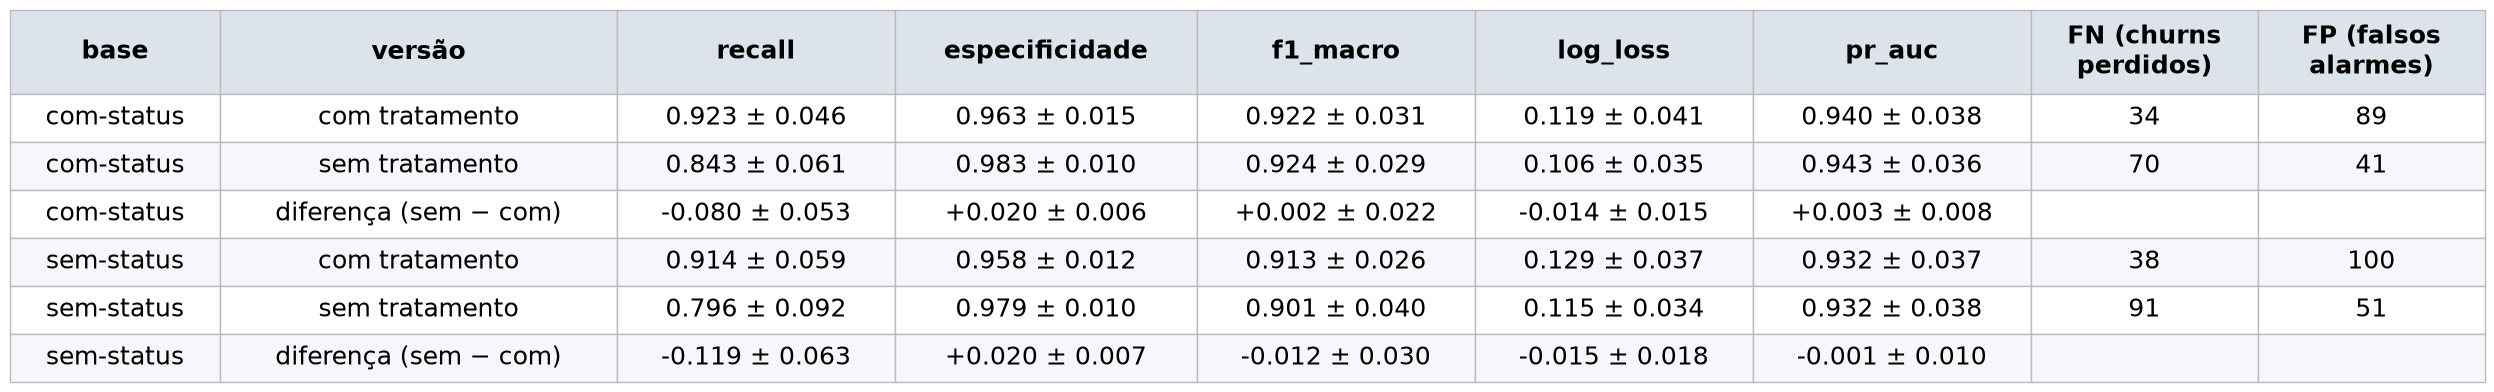 base versão recall especificidade f1_macro log_loss pr_auc FN (churns perdidos) FP (falsos alarmes)
com-status com tratamento 0.923 ± 0.046 0.963 ± 0.015 0.922 ± 0.031 0.119 ± 0.041 0.940 ± 0.038 34 89
com-status sem tratamento 0.843 ± 0.061 0.983 ± 0.010 0.924 ± 0.029 0.106 ± 0.035 0.943 ± 0.036 70 41
com-status diferença (sem − com) -0.080 ± 0.053 +0.020 ± 0.006 +0.002 ± 0.022 -0.014 ± 0.015 +0.003 ± 0.008
sem-status com tratamento 0.914 ± 0.059 0.958 ± 0.012 0.913 ± 0.026 0.129 ± 0.037 0.932 ± 0.037 38 100
sem-status sem tratamento 0.796 ± 0.092 0.979 ± 0.010 0.901 ± 0.040 0.115 ± 0.034 0.932 ± 0.038 91 51
sem-status diferença (sem − com) -0.119 ± 0.063 +0.020 ± 0.007 -0.012 ± 0.030 -0.015 ± 0.018 -0.001 ± 0.010